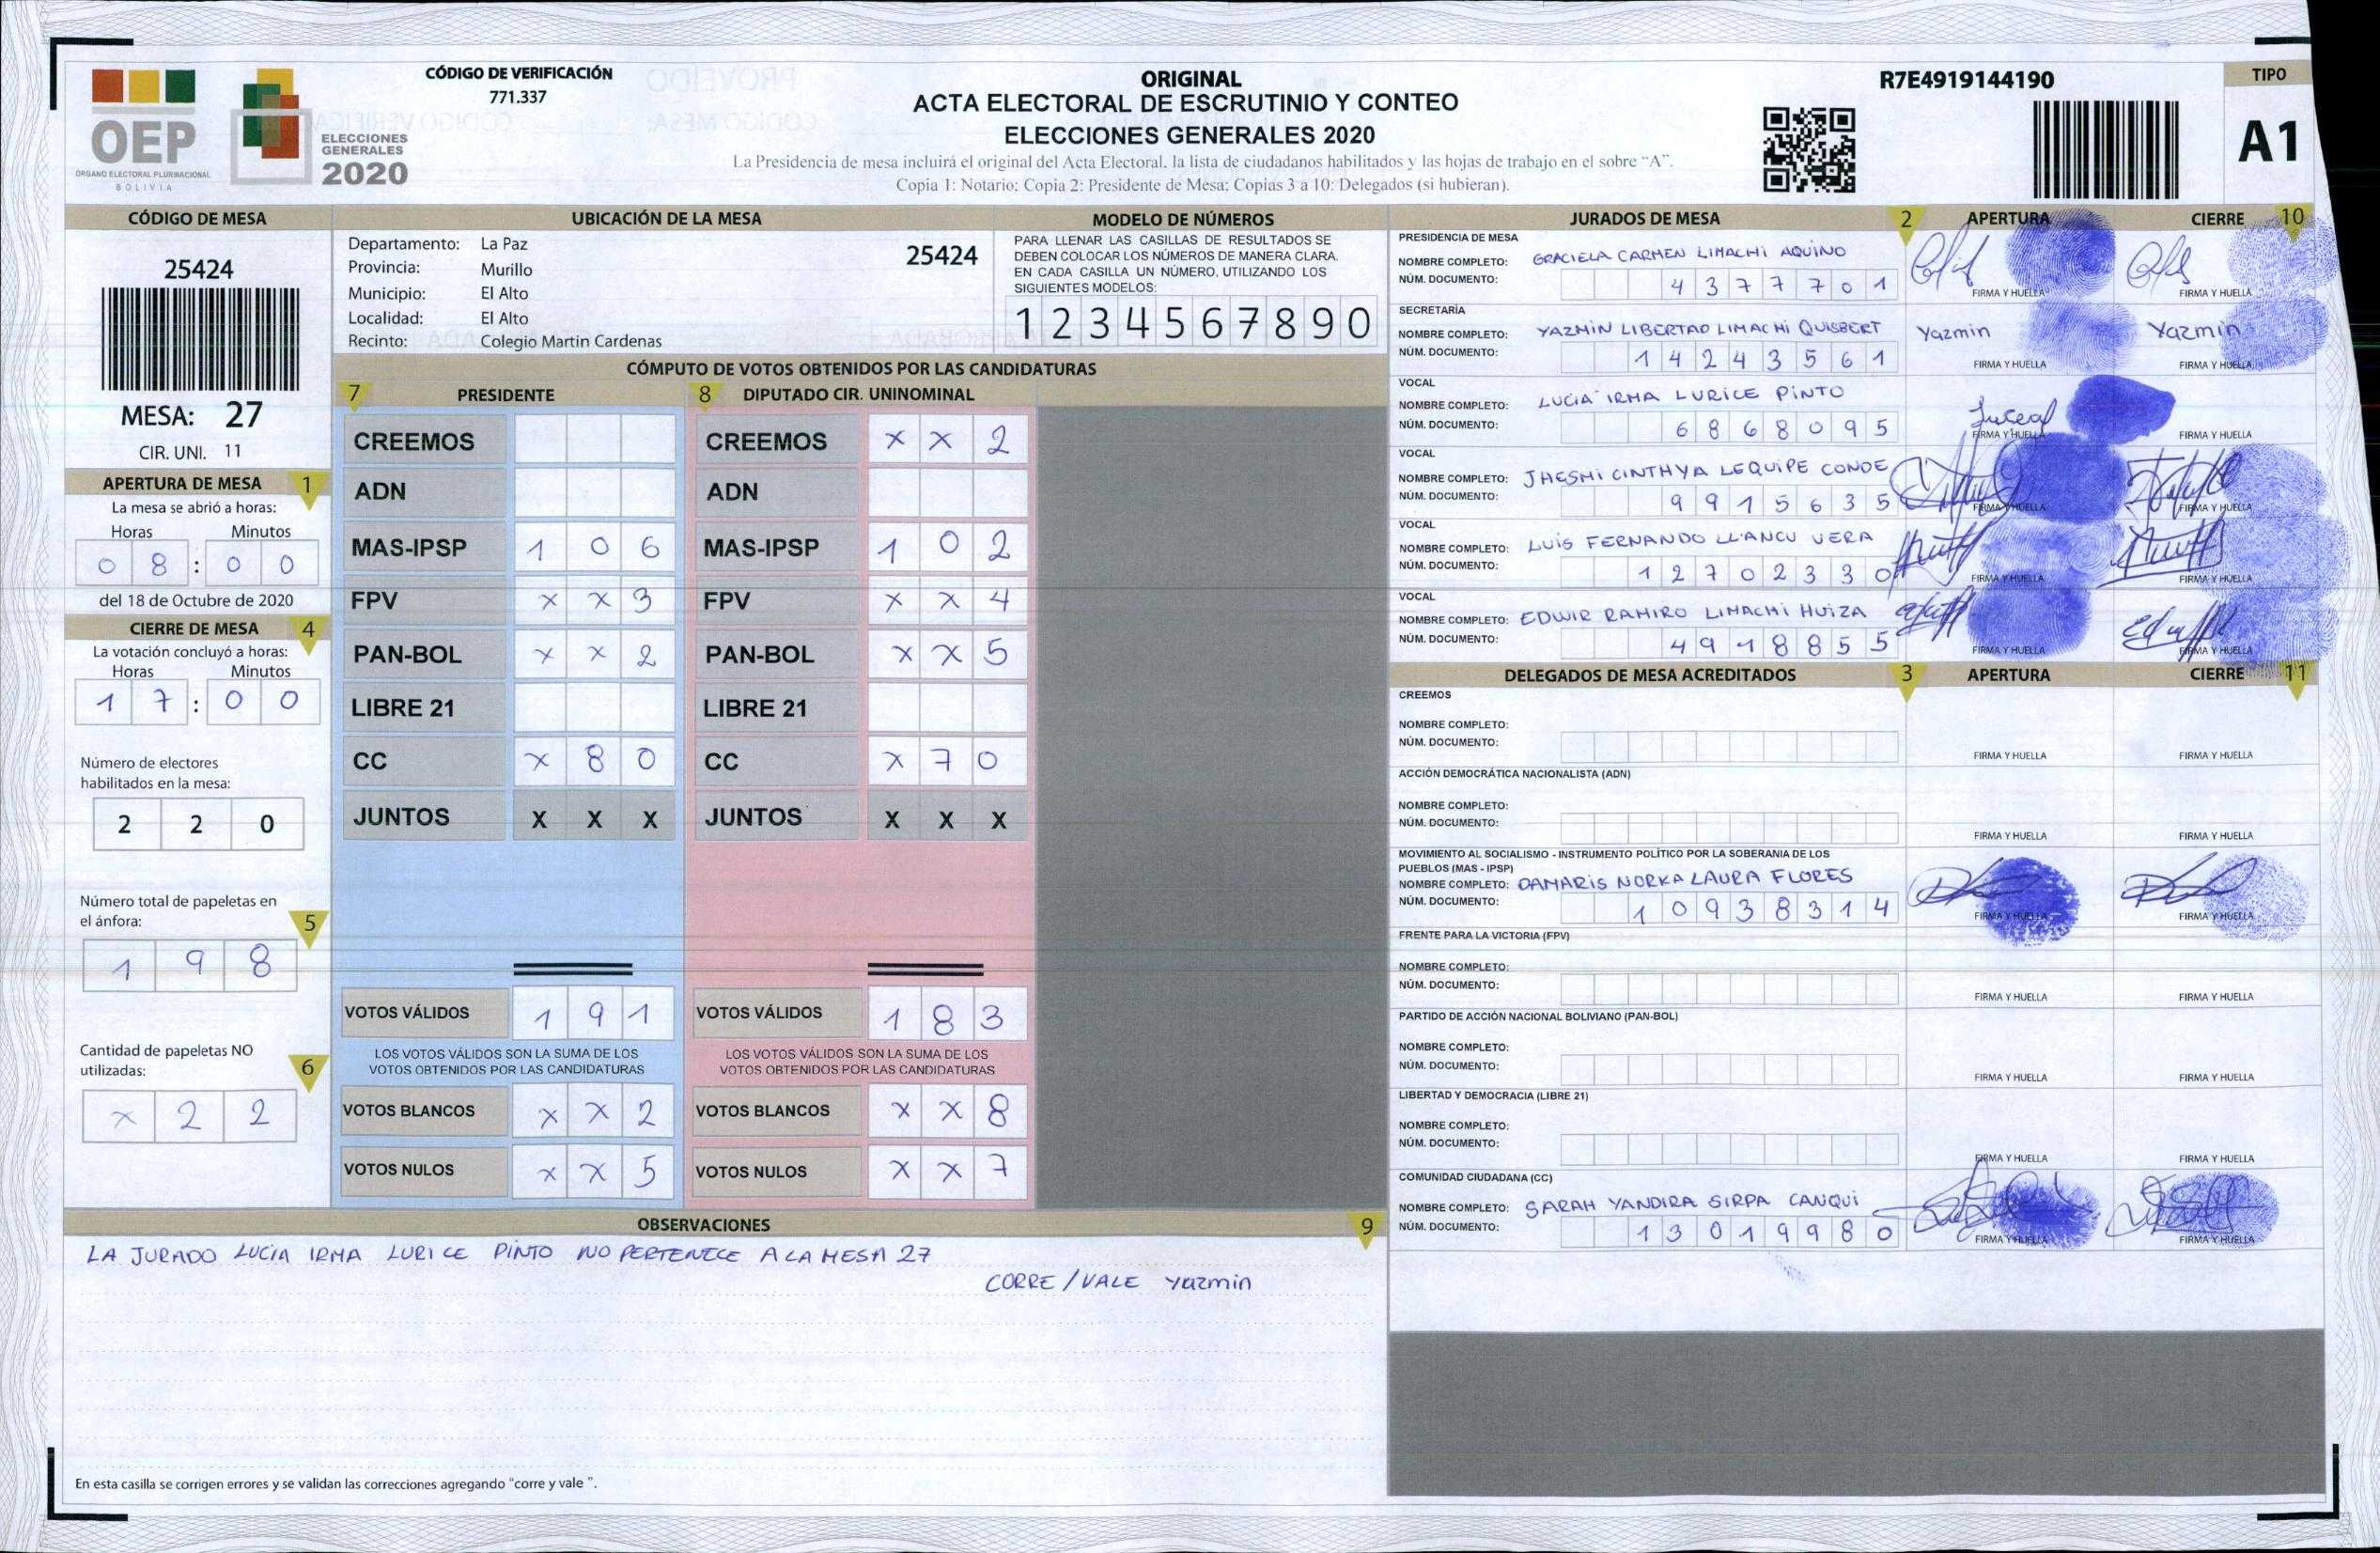 OEP
ÓRGANO ELECTORAL PLURINACIONAL
BOLIVIA
ELECCIONES
GENERALES
2020
CÓDIGO DE VERIFICACIÓN
771.337
ORIGINAL
ACTA ELECTORAL DE ESCRUTINIO Y CONTEO
ELECCIONES GENERALES 2020
La Presidencia de mesa incluirá el original del Acta Electoral, la lista de ciudadanos habilitados y las hojas de trabajo en el sobre "A".
Copia 1: Notario; Copia 2: Presidente de Mesa; Copias 3 a 10: Delegados (si hubieran).
R7E4919144190
TIPO
A1
CÓDIGO DE MESA
25424
MESA: 27
CIR. UNI. 11
APERTURA DE MESA 1
La mesa se abrió a horas:
Horas Minutos
0 8 : 0 0
del 18 de Octubre de 2020
CIERRE DE MESA 4
La votación concluyó a horas:
Horas Minutos
1 7 : 0 0
Número de electores
habilitados en la mesa:
2 2 0
Número total de papeletas en
el ánfora: 5
1 9 8
Cantidad de papeletas NO
utilizadas: 6
x 2 2
UBICACIÓN DE LA MESA
Departamento: La Paz
25424
Provincia: Murillo
Municipio: El Alto
Localidad: El Alto
Recinto: Colegio Martin Cardenas
MODELO DE NÚMEROS
PARA LLENAR LAS CASILLAS DE RESULTADOS SE
DEBEN COLOCAR LOS NÚMEROS DE MANERA CLARA.
EN CADA CASILLA UN NÚMERO, UTILIZANDO LOS
SIGUIENTES MODELOS:
1 2 3 4 5 6 7 8 9 0
CÓMPUTO DE VOTOS OBTENIDOS POR LAS CANDIDATURAS
7 PRESIDENTE
CREEMOS
ADN
MAS-IPSP 1 0 6
FPV x x 3
PAN-BOL x x 2
LIBRE 21
CC x 8 0
JUNTOS X X X
VOTOS VÁLIDOS 1 9 1
LOS VOTOS VÁLIDOS SON LA SUMA DE LOS
VOTOS OBTENIDOS POR LAS CANDIDATURAS
VOTOS BLANCOS x x 2
VOTOS NULOS x x 5
8 DIPUTADO CIR. UNINOMINAL
CREEMOS x x 2
ADN
MAS-IPSP 1 0 2
FPV x x 4
PAN-BOL x x 5
LIBRE 21
CC x 7 0
JUNTOS X X X
VOTOS VÁLIDOS 1 8 3
LOS VOTOS VÁLIDOS SON LA SUMA DE LOS
VOTOS OBTENIDOS POR LAS CANDIDATURAS
VOTOS BLANCOS x x 8
VOTOS NULOS x x 7
OBSERVACIONES 9
LA JURADO LUCIA IRMA LURICE PINTO NO PERTENECE A LA MESA 27
CORRE/VALE Yazmin
En esta casilla se corrigen errores y se validan las correcciones agregando "corre y vale ".
JURADOS DE MESA 2 APERTURA CIERRE 10
PRESIDENCIA DE MESA
NOMBRE COMPLETO: GRACIELA CARMEN LIMACHI AQUINO
NÚM. DOCUMENTO: 4 3 7 7 7 0 1
FIRMA Y HUELLA FIRMA Y HUELLA
SECRETARÍA
NOMBRE COMPLETO: YAZMIN LIBERTAD LIMACHI QUISBERT Yazmin Yazmin
NÚM. DOCUMENTO: 1 4 2 4 3 5 6 1
FIRMA Y HUELLA FIRMA Y HUELLA
VOCAL
NOMBRE COMPLETO: LUCIA IRMA LURICE PINTO
NÚM. DOCUMENTO: 6 8 6 8 0 9 5
FIRMA Y HUELLA FIRMA Y HUELLA
VOCAL
NOMBRE COMPLETO: JHESMI CINTHYA LEQUIPE CONDE
NÚM. DOCUMENTO: 9 9 1 5 6 3 5
FIRMA Y HUELLA FIRMA Y HUELLA
VOCAL
NOMBRE COMPLETO: LUIS FERNANDO LLANCU VERA
NÚM. DOCUMENTO: 1 2 7 0 2 3 3 0
FIRMA Y HUELLA FIRMA Y HUELLA
VOCAL
NOMBRE COMPLETO: EDWIR RAMIRO LIMACHI HUIZA
NÚM. DOCUMENTO: 4 9 1 8 8 5 5
FIRMA Y HUELLA FIRMA Y HUELLA
DELEGADOS DE MESA ACREDITADOS 3 APERTURA CIERRE 11
CREEMOS
NOMBRE COMPLETO:
NÚM. DOCUMENTO:
FIRMA Y HUELLA FIRMA Y HUELLA
ACCIÓN DEMOCRÁTICA NACIONALISTA (ADN)
NOMBRE COMPLETO:
NÚM. DOCUMENTO:
FIRMA Y HUELLA FIRMA Y HUELLA
MOVIMIENTO AL SOCIALISMO - INSTRUMENTO POLÍTICO POR LA SOBERANIA DE LOS
PUEBLOS (MAS - IPSP)
NOMBRE COMPLETO: DAMARIS NORKA LAURA FLORES
NÚM. DOCUMENTO: 1 0 9 3 8 3 1 4
FIRMA Y HUELLA FIRMA Y HUELLA
FRENTE PARA LA VICTORIA (FPV)
NOMBRE COMPLETO:
NÚM. DOCUMENTO:
FIRMA Y HUELLA FIRMA Y HUELLA
PARTIDO DE ACCIÓN NACIONAL BOLIVIANO (PAN-BOL)
NOMBRE COMPLETO:
NÚM. DOCUMENTO:
FIRMA Y HUELLA FIRMA Y HUELLA
LIBERTAD Y DEMOCRACIA (LIBRE 21)
NOMBRE COMPLETO:
NÚM. DOCUMENTO:
FIRMA Y HUELLA FIRMA Y HUELLA
COMUNIDAD CIUDADANA (CC)
NOMBRE COMPLETO: SARAH YANDIRA SIRPA CANQUI
NÚM. DOCUMENTO: 1 3 0 1 9 9 8 0
FIRMA Y HUELLA FIRMA Y HUELLA